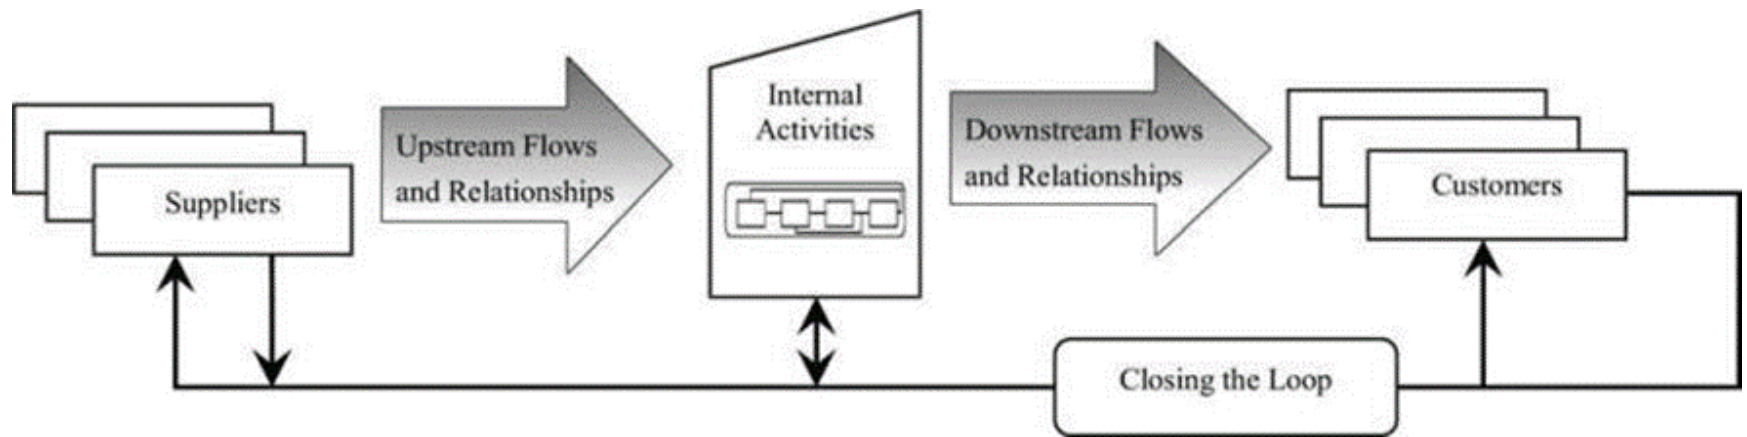 Suppliers
Upstream Flows
and Relationships
Internal
Activities
Downstream Flows
and Relationships
Customers
Closing the Loop